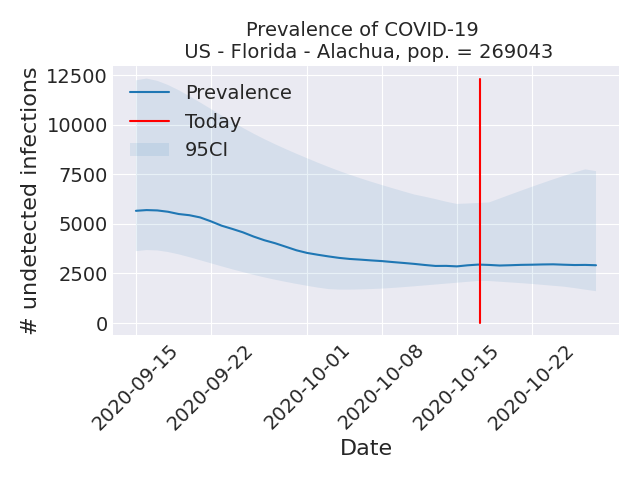 Prevalence of COVID-19
US - Florida - Alachua, pop. = 269043
# undetected infections
12500
10000
7500
5000
2500
0
Prevalence
Today
95CI
2020-09-15
2020-09-22
2020-10-01
2020-10-08
2020-10-15
2020-10-22
Date